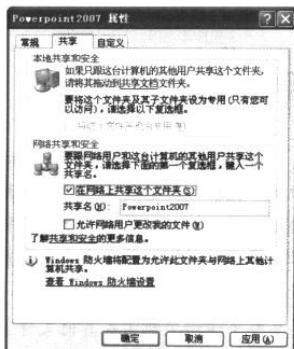 Powerpoint2007 属性
常规 共享 自定义
本地共享和安全
如果只跟这台计算机的其他用户共享这个文件夹,
请将其拖动到共享文档文件夹。
要将这个文件夹及其子文件夹设为专用(只有您可
以访问),请选择以下复选框。
网络共享和安全
要跟网络用户和这台计算机的其他用户共享这个
文件夹,请选择下面的第一个复选框,键入一个
共享名。
在网络上共享这个文件夹(S)
共享名(H): Powerpoint2007
允许网络用户更改我的文件(W)
了解共享和安全的更多信息。
Windows 防火墙将配置为允许此文件夹与网络上其他计
算机共享。
查看 Windows 防火墙设置
确定 取消 应用(A)